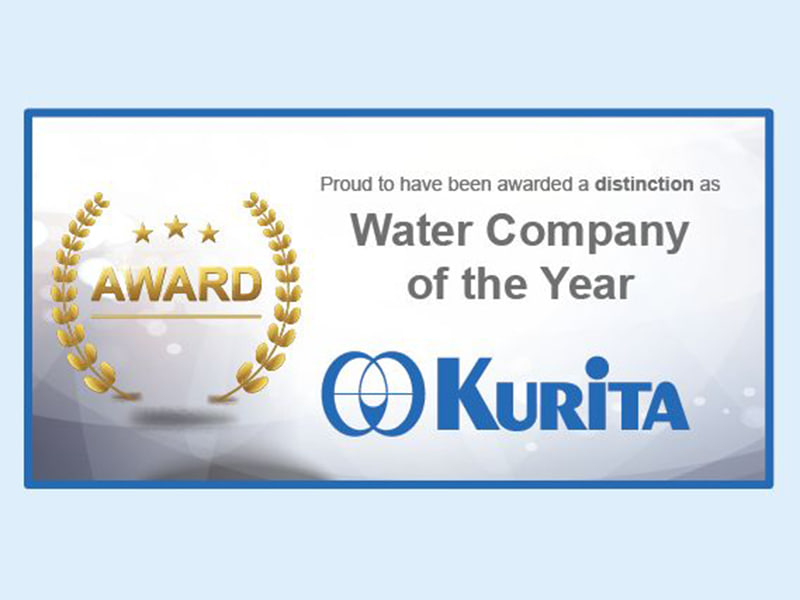 AWARD
Proud to have been awarded a distinction as
Water Company
of the Year
KURiTA